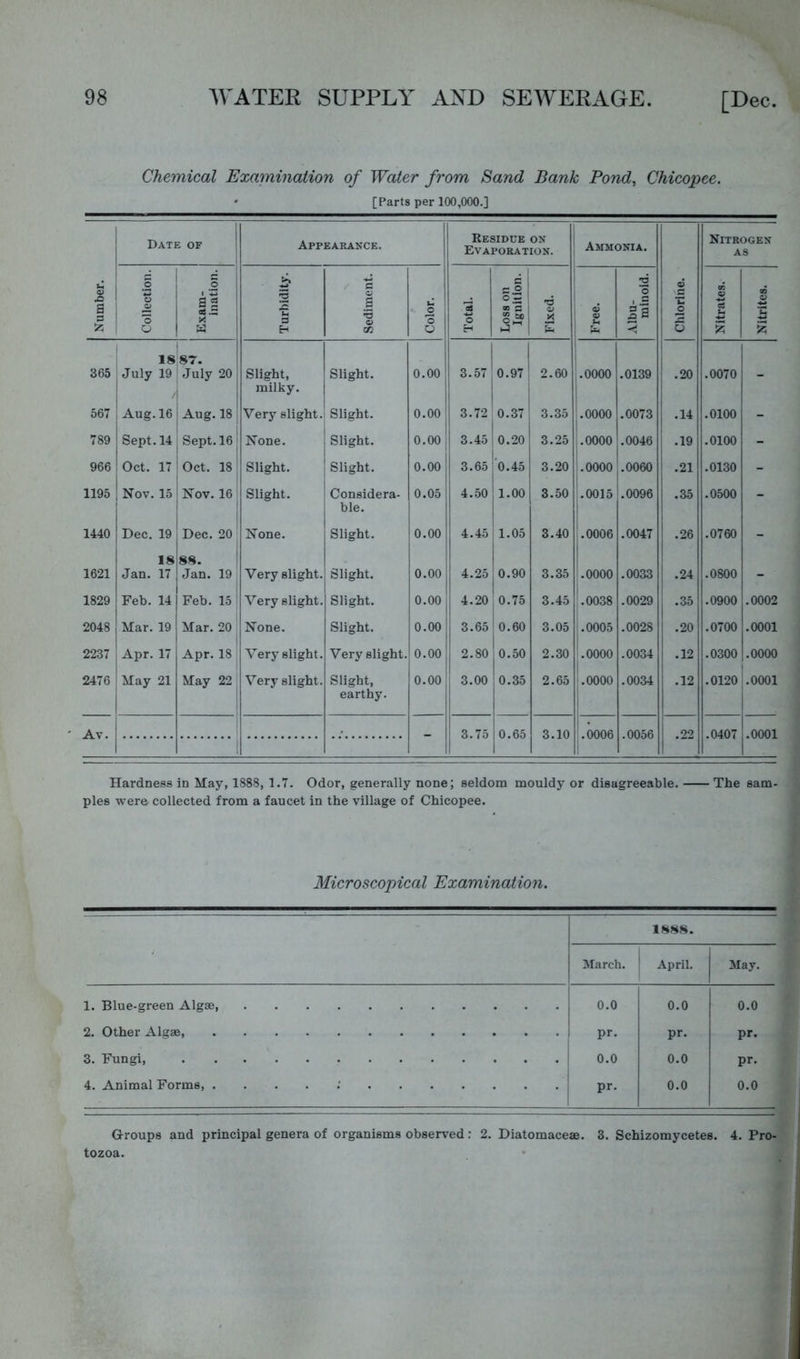 98 WATER SUPPLY AND SEWERAGE. [Dec.
Chemical Examination of Water from Sand Bank Pond, Chicopee.
[Parts per 100,000.]
Number. | Date of | Appearance. | Residue on Evaporation. | Ammonia. | Chlorine. | Nitrogen as
Collection. | Examination. | Turbidity. | Sediment. | Color. | Total. | Loss on Ignition. | Fixed. | Free. | Albuminoid. | Nitrates. | Nitrites.
1887.
365 | July 19 | July 20 | Slight, milky. | Slight. | 0.00 | 3.57 | 0.97 | 2.60 | .0000 | .0139 | .20 | .0070 | -
567 | Aug. 16 | Aug. 18 | Very slight. | Slight. | 0.00 | 3.72 | 0.37 | 3.35 | .0000 | .0073 | .14 | .0100 | -
789 | Sept. 14 | Sept. 16 | None. | Slight. | 0.00 | 3.45 | 0.20 | 3.25 | .0000 | .0046 | .19 | .0100 | -
966 | Oct. 17 | Oct. 18 | Slight. | Slight. | 0.00 | 3.65 | 0.45 | 3.20 | .0000 | .0060 | .21 | .0130 | -
1195 | Nov. 15 | Nov. 16 | Slight. | Considerable. | 0.05 | 4.50 | 1.00 | 3.50 | .0015 | .0096 | .35 | .0500 | -
1440 | Dec. 19 | Dec. 20 | None. | Slight. | 0.00 | 4.45 | 1.05 | 3.40 | .0006 | .0047 | .26 | .0760 | -
1888.
1621 | Jan. 17 | Jan. 19 | Very slight. | Slight. | 0.00 | 4.25 | 0.90 | 3.35 | .0000 | .0033 | .24 | .0800 | -
1829 | Feb. 14 | Feb. 15 | Very slight. | Slight. | 0.00 | 4.20 | 0.75 | 3.45 | .0038 | .0029 | .35 | .0900 | .0002
2048 | Mar. 19 | Mar. 20 | None. | Slight. | 0.00 | 3.65 | 0.60 | 3.05 | .0005 | .0028 | .20 | .0700 | .0001
2237 | Apr. 17 | Apr. 18 | Very slight. | Very slight. | 0.00 | 2.80 | 0.50 | 2.30 | .0000 | .0034 | .12 | .0300 | .0000
2476 | May 21 | May 22 | Very slight. | Slight, earthy. | 0.00 | 3.00 | 0.35 | 2.65 | .0000 | .0034 | .12 | .0120 | .0001
Av. | ........ | ........ | ........... | ........... | - | 3.75 | 0.65 | 3.10 | .0006 | .0056 | .22 | .0407 | .0001
Hardness in May, 1888, 1.7. Odor, generally none; seldom mouldy or disagreeable. —— The sam-
ples were collected from a faucet in the village of Chicopee.
Microscopical Examination.
1888.
March. | April. | May.
1. Blue-green Algæ, . . . . . . . . . . . | 0.0 | 0.0 | 0.0
2. Other Algæ, . . . . . . . . . . . . | pr. | pr. | pr.
3. Fungi, . . . . . . . . . . . . . | 0.0 | 0.0 | pr.
4. Animal Forms, . . . . . . . . . . . . | pr. | 0.0 | 0.0
Groups and principal genera of organisms observed: 2. Diatomaceæ. 3. Schizomycetes. 4. Pro-
tozoa.